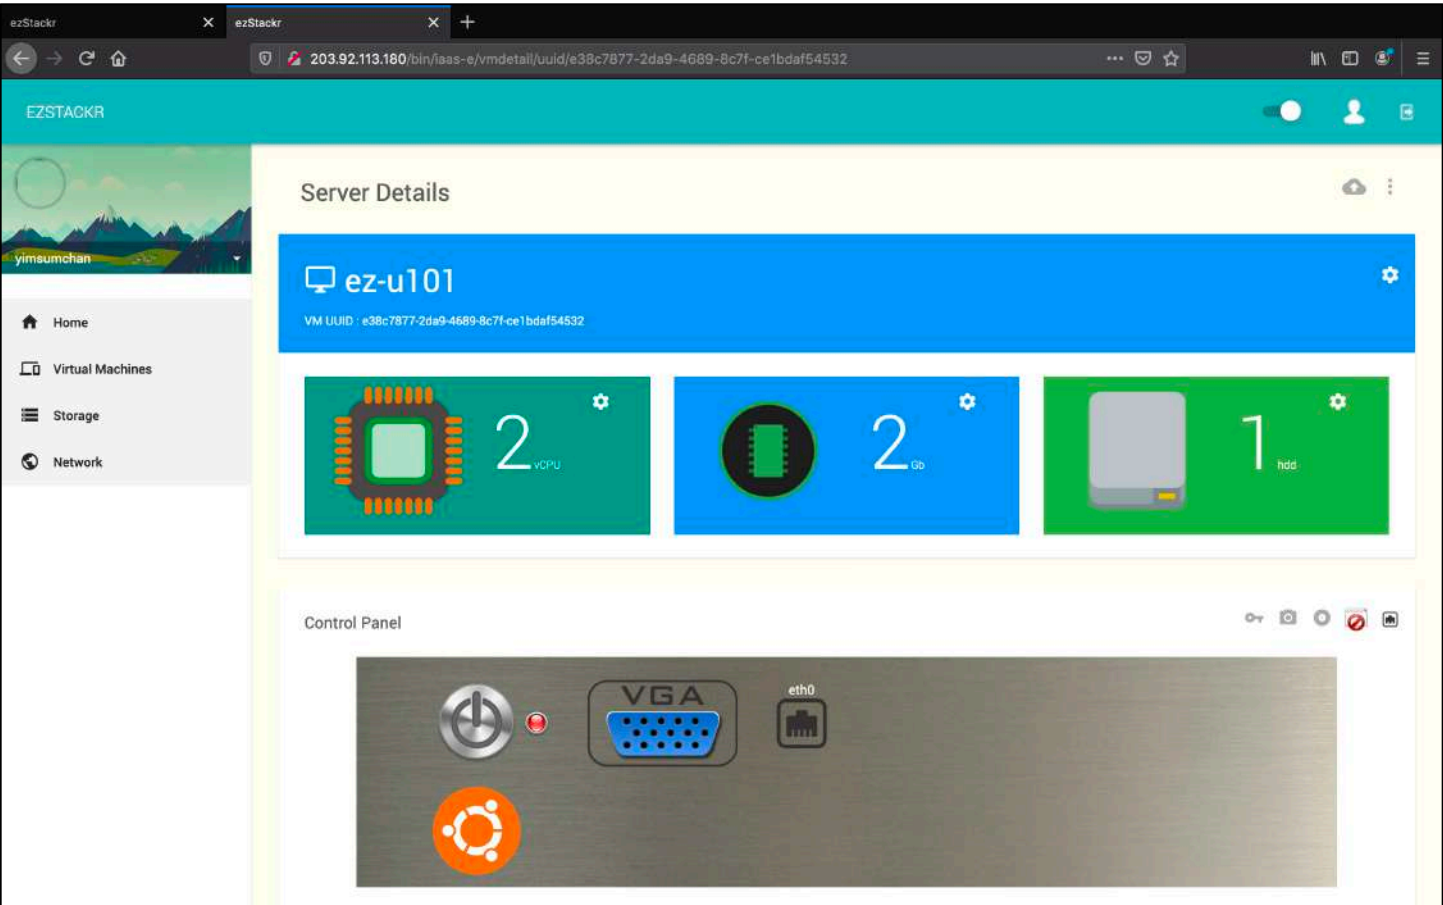 ezStackr
ezStackr
203.92.113.180/bin/iaas-e/vmdetail/uuid/e38c7877-2da9-4689-8c7f-ce1bdaf54532
EZSTACKR
yimsumchan
Home
Virtual Machines
Storage
Network
Server Details
ez-u101
VM UUID : e38c7877-2da9-4689-8c7f-ce1bdaf54532
2 vCPU
2 Gb
1 hdd
Control Panel
VGA
eth0